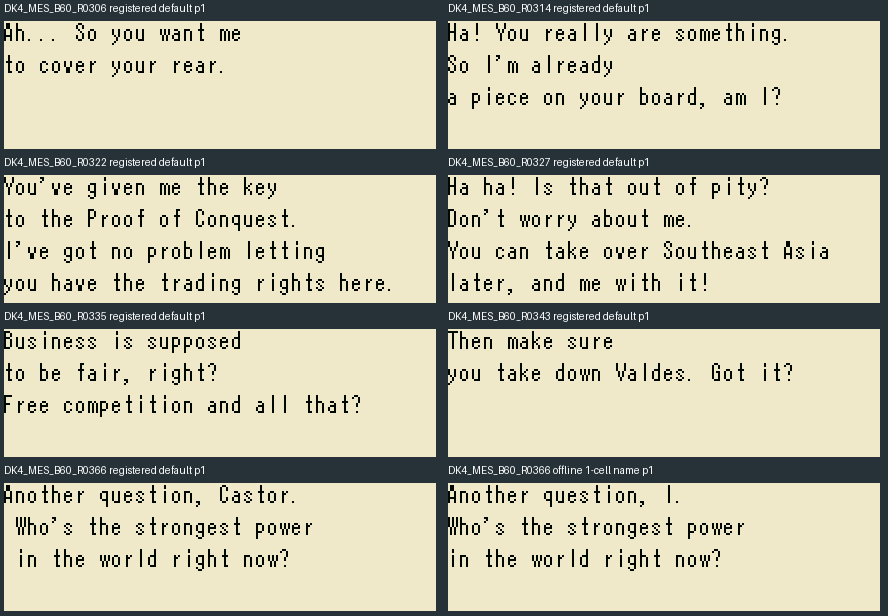 DK4_MES_B60_R0306 registered default p1
Ah... So you want me
to cover your rear.
DK4_MES_B60_R0314 registered default p1
Ha! You really are something.
So I'm already
a piece on your board, am I?
DK4_MES_B60_R0322 registered default p1
You've given me the key
to the Proof of Conquest.
I've got no problem letting
you have the trading rights here.
DK4_MES_B60_R0327 registered default p1
Ha ha! Is that out of pity?
Don't worry about me.
You can take over Southeast Asia
later, and me with it!
DK4_MES_B60_R0335 registered default p1
Business is supposed
to be fair, right?
Free competition and all that?
DK4_MES_B60_R0343 registered default p1
Then make sure
you take down Valdes. Got it?
DK4_MES_B60_R0366 registered default p1
Another question, Castor.
Who's the strongest power
in the world right now?
DK4_MES_B60_R0366 offline 1-cell name p1
Another question, I.
Who's the strongest power
in the world right now?